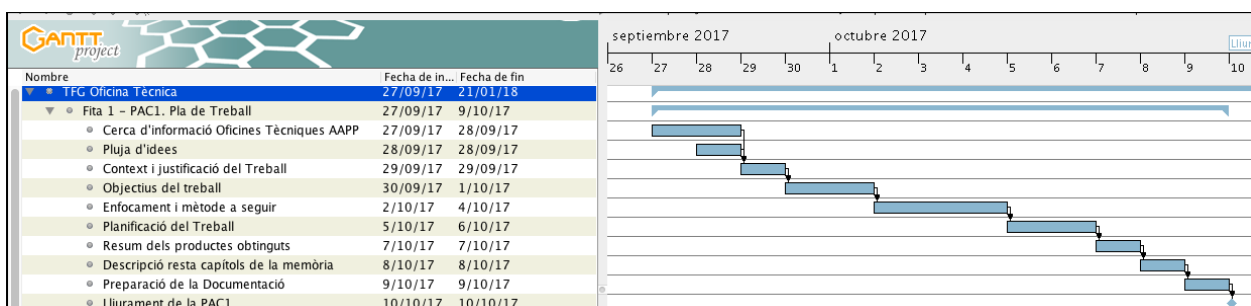 GANTT project
septiembre 2017 octubre 2017
Lliur
26 27 28 29 30 1 2 3 4 5 6 7 8 9 10
Nombre Fecha de in... Fecha de fin
TFG Oficina Tècnica 27/09/17 21/01/18
Fita 1 - PAC1. Pla de Treball 27/09/17 9/10/17
Cerca d'informació Oficines Tècniques AAPP 27/09/17 28/09/17
Pluja d'idees 28/09/17 28/09/17
Context i justificació del Treball 29/09/17 29/09/17
Objectius del treball 30/09/17 1/10/17
Enfocament i mètode a seguir 2/10/17 4/10/17
Planificació del Treball 5/10/17 6/10/17
Resum dels productes obtinguts 7/10/17 7/10/17
Descripció resta capítols de la memòria 8/10/17 8/10/17
Preparació de la Documentació 9/10/17 9/10/17
Lliurament de la PAC1 10/10/17 10/10/17